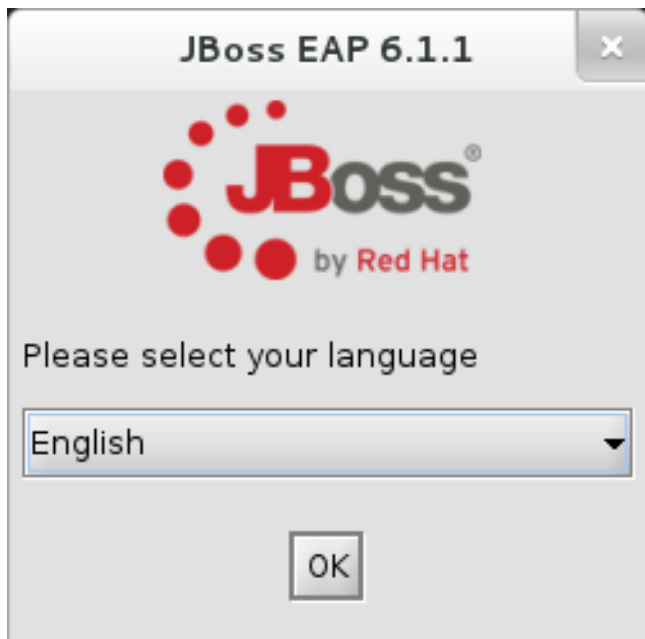 JBoss EAP 6.1.1
JBoss®
by Red Hat
Please select your language
English
OK